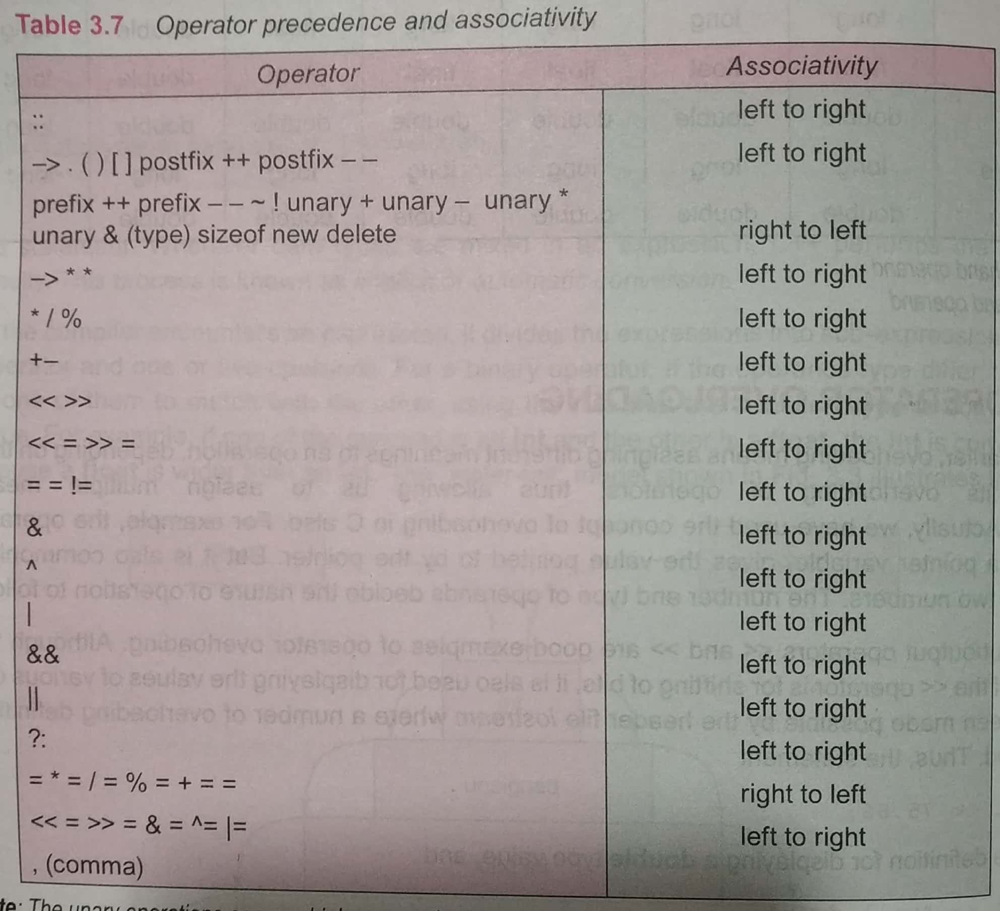 Table 3.7 Operator precedence and associativity
Operator Associativity
:: left to right
–> . ( ) [ ] postfix ++ postfix – – left to right
prefix ++ prefix – – ~ ! unary + unary – unary *
unary & (type) sizeof new delete right to left
–> * * left to right
* / % left to right
+– left to right
<< >> left to right
<< = >> = left to right
= = != left to right
& left to right
^ left to right
| left to right
&& left to right
|| left to right
?: left to right
= * = / = % = + = = right to left
<< = >> = & = ^= |= left to right
, (comma)
The unary